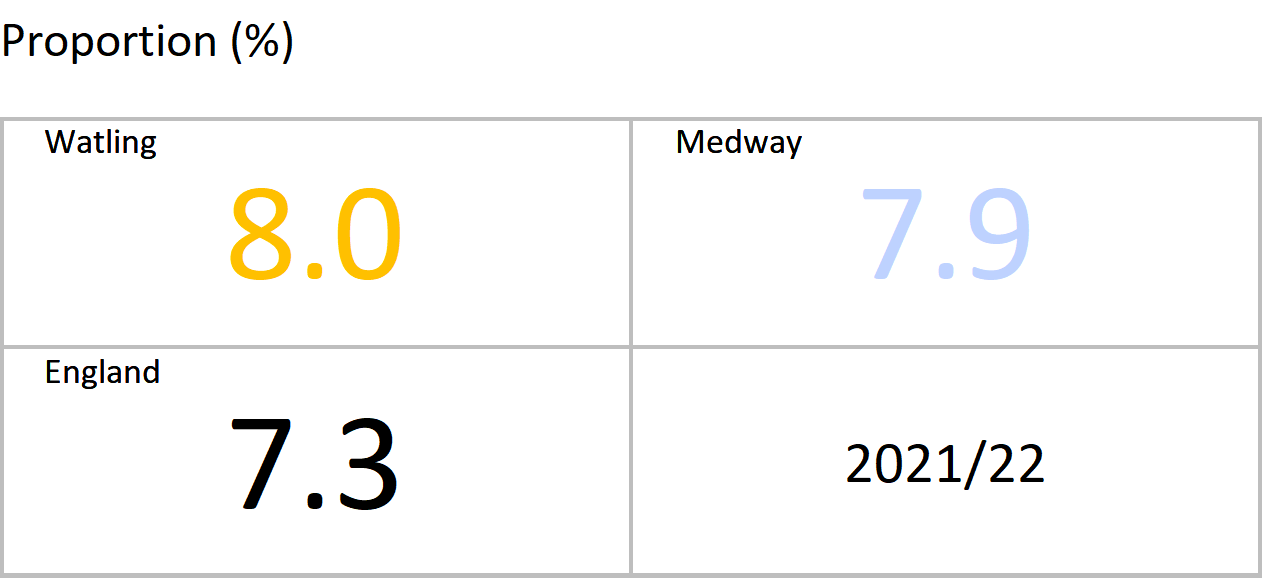 Proportion (%)
Watling
8.0
Medway
7.9
England
7.3
2021/22